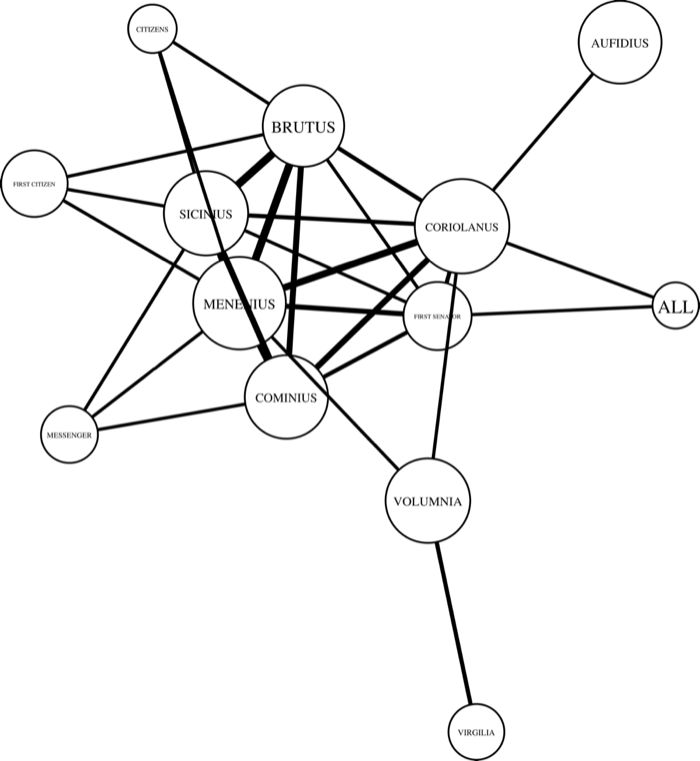 CITIZENS
AUFIDIUS
BRUTUS
FIRST CITIZEN
SICINIUS
CORIOLANUS
MENENIUS
ALL
FIRST SENATOR
COMINIUS
MESSENGER
VOLUMNIA
VIRGILIA